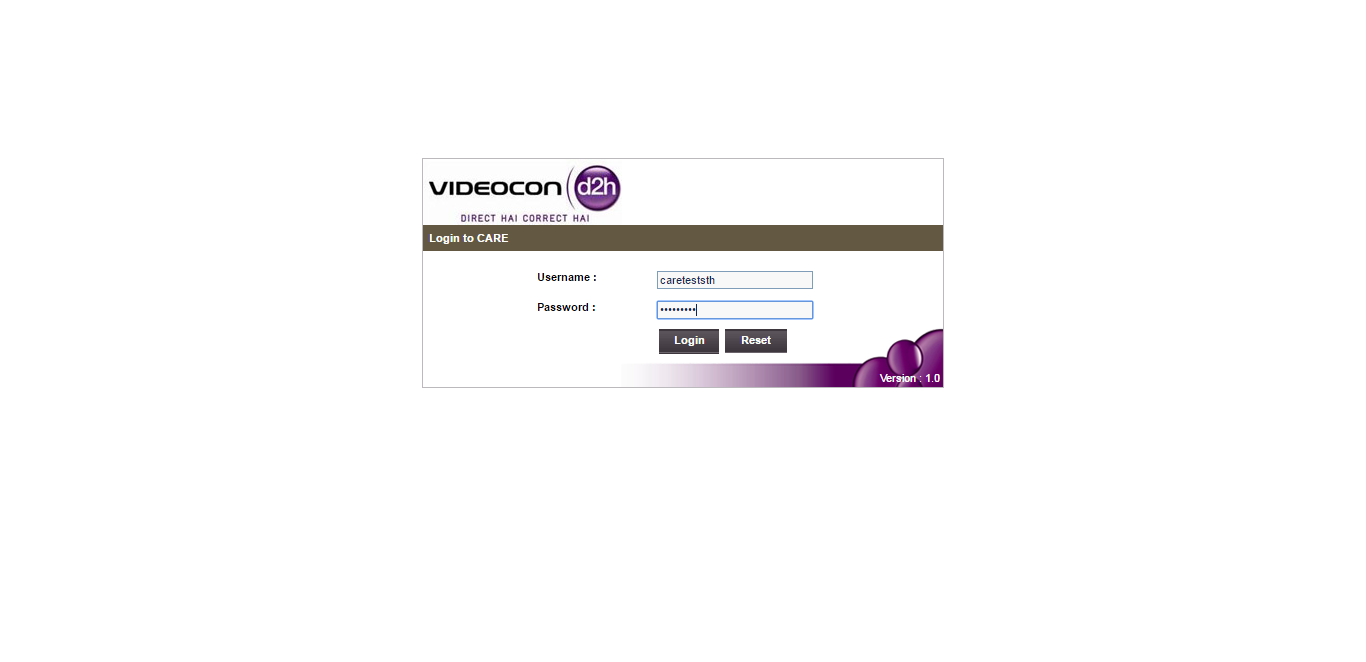 VIDEOCON d2h
DIRECT HAI CORRECT HAI
Login to CARE
Username : careteststh
Password : •••••••••
Login Reset
Version : 1.0